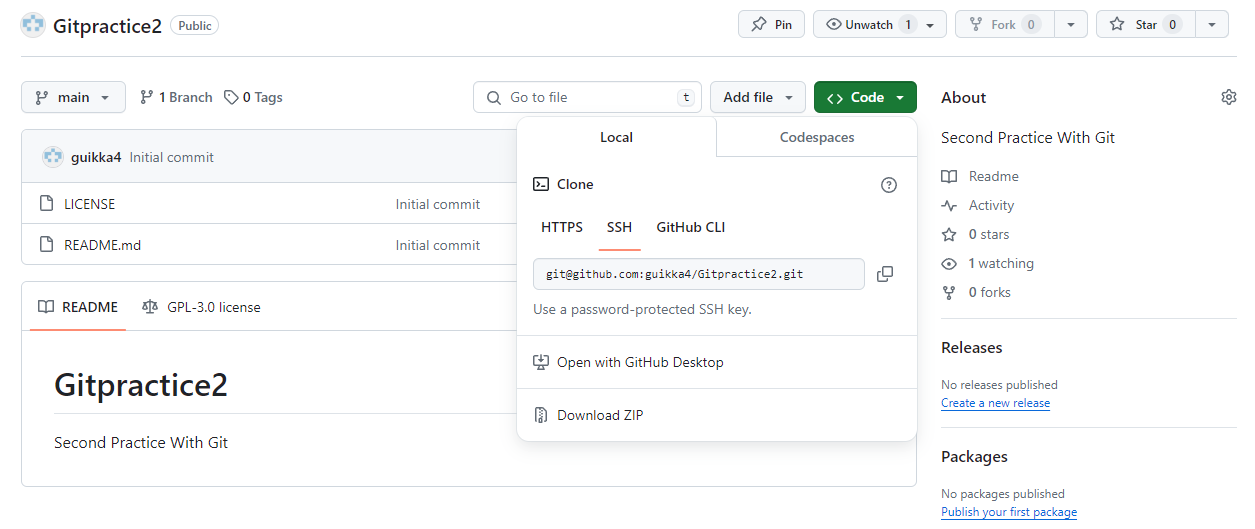 Gitpractice2 Public Pin Unwatch 1 Fork 0 Star 0
main 1 Branch 0 Tags Go to file t Add file <> Code
Local Codespaces
guikka4 Initial commit
Clone
LICENSE Initial commit
HTTPS SSH GitHub CLI
README.md Initial commit
git@github.com:guikka4/Gitpractice2.git
Use a password-protected SSH key.
README GPL-3.0 license
Open with GitHub Desktop
Download ZIP
Gitpractice2
Second Practice With Git
About
Second Practice With Git
Readme
Activity
0 stars
1 watching
0 forks
Releases
No releases published
Create a new release
Packages
No packages published
Publish your first package